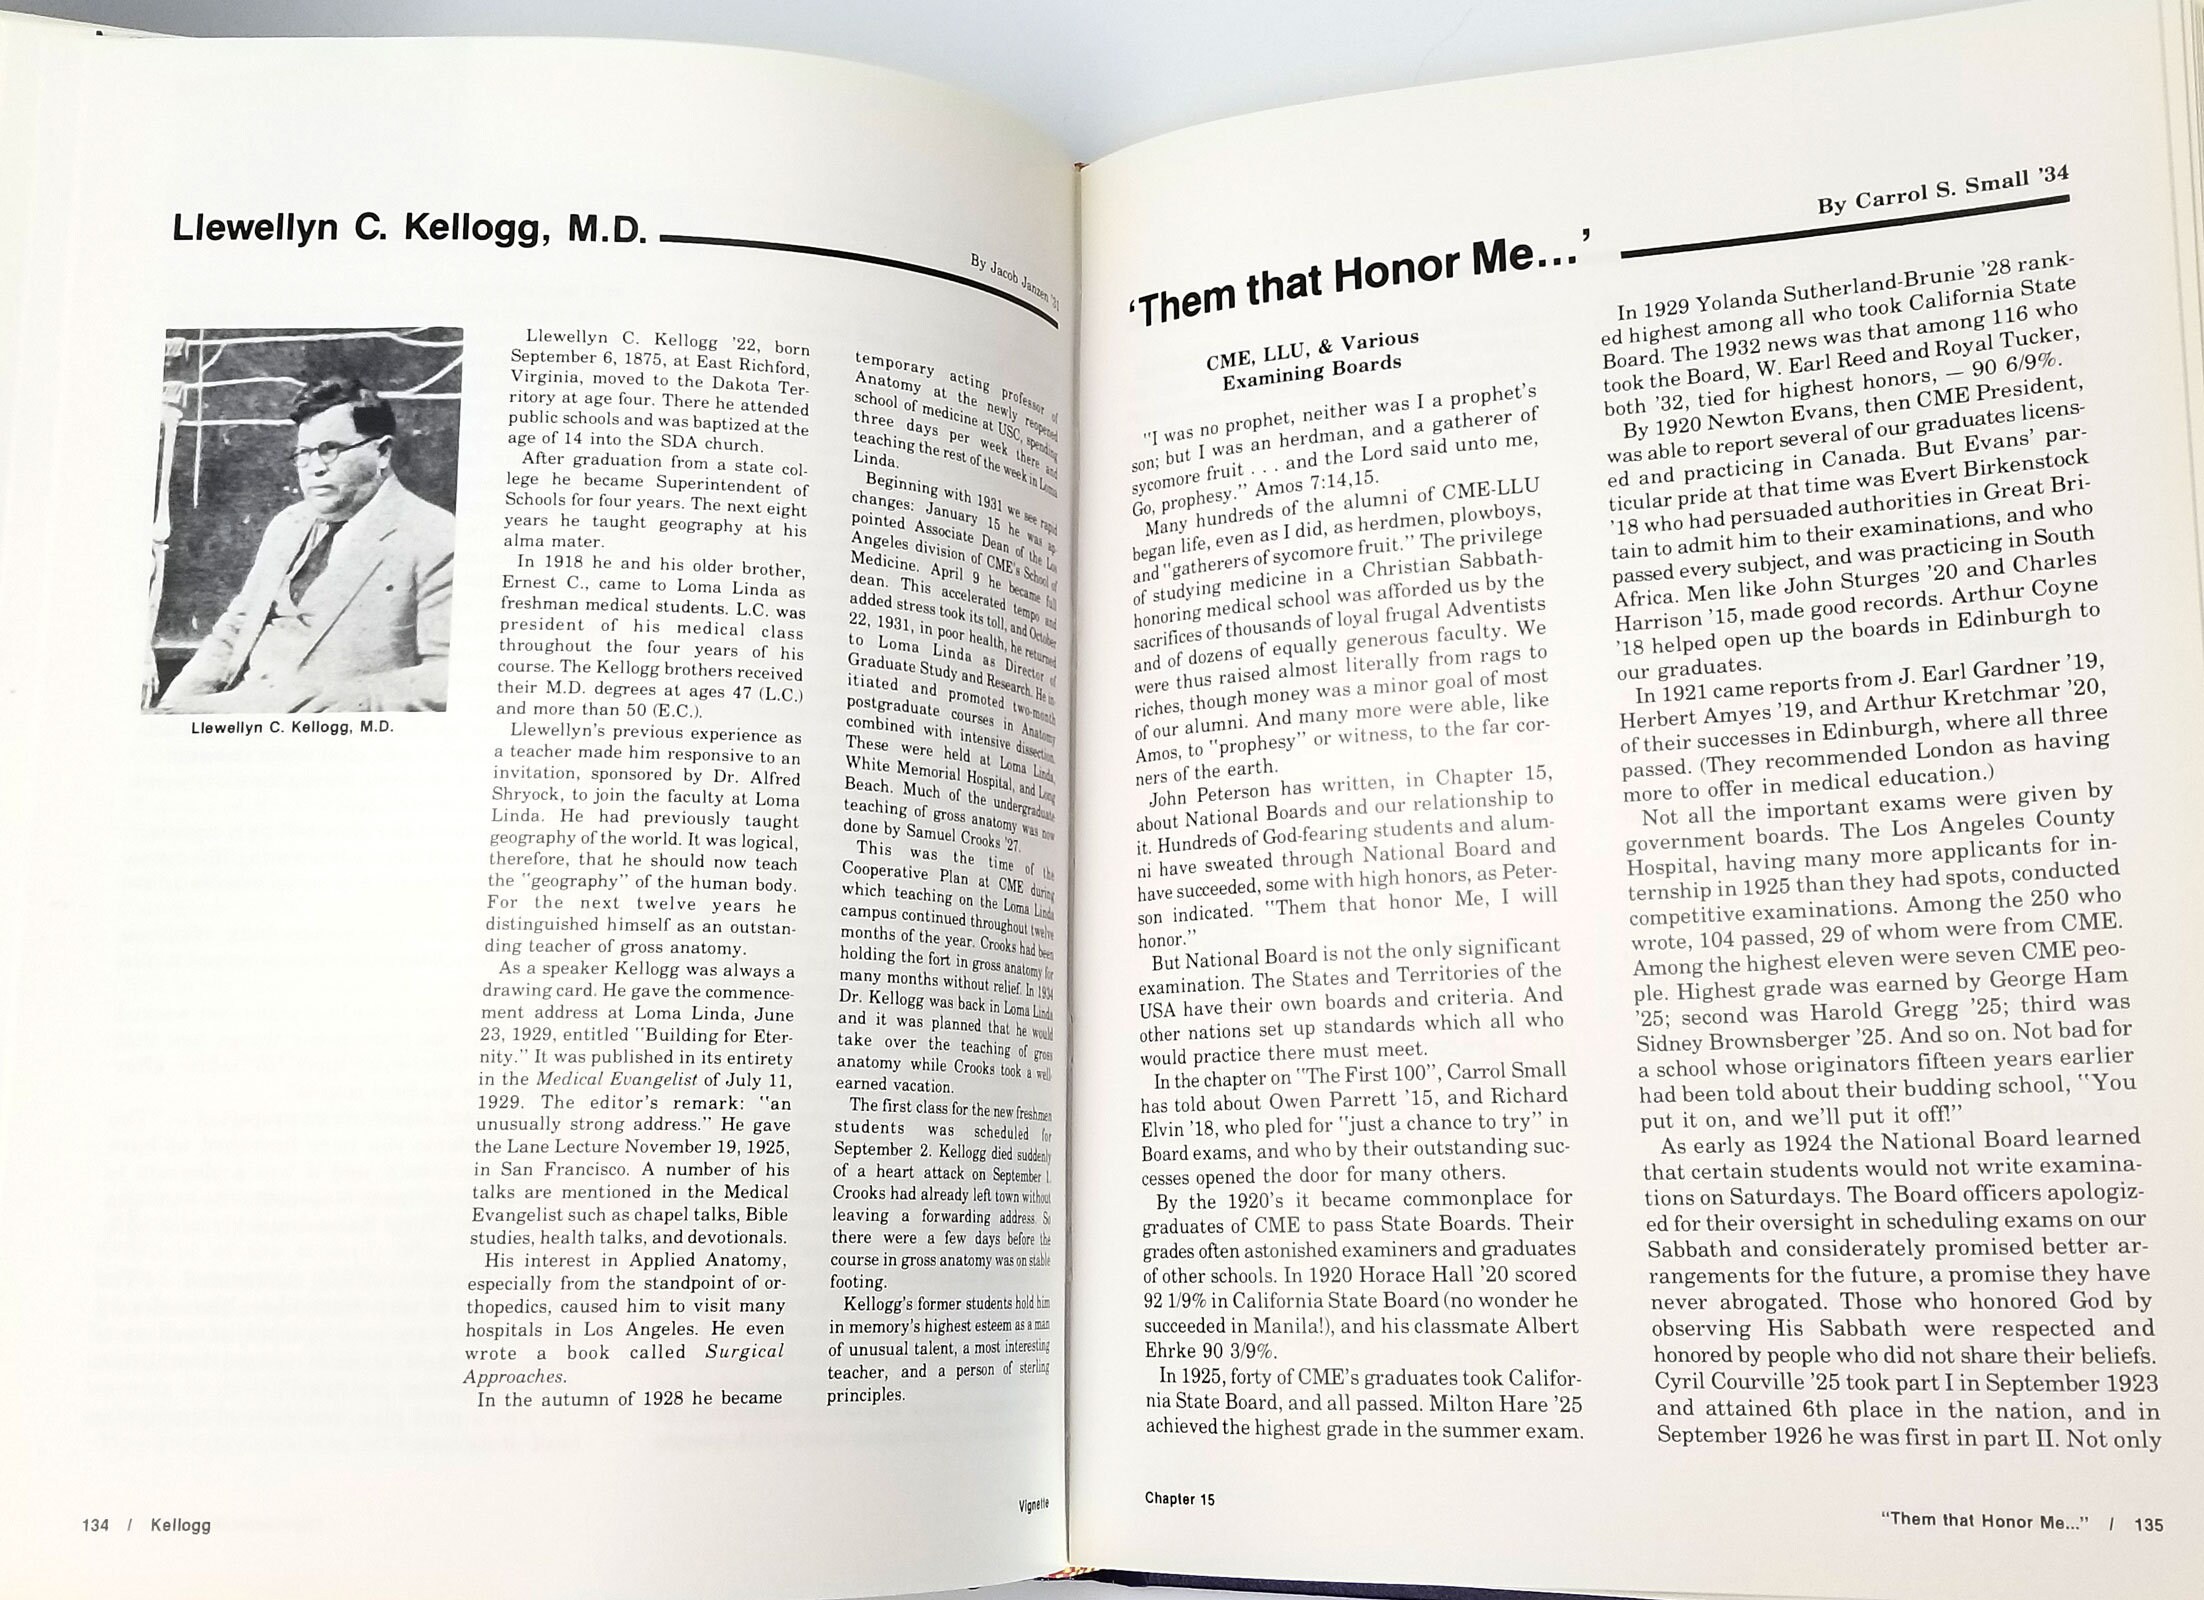 Llewellyn C. Kellogg, M.D.
By Jacob Janzen '31
Llewellyn C. Kellogg, M.D.
Llewellyn C. Kellogg '22, born
September 6, 1875, at East Richford,
Virginia, moved to the Dakota Ter-
ritory at age four. There he attended
public schools and was baptized at the
age of 14 into the SDA church.
After graduation from a state col-
lege he became Superintendent of
Schools for four years. The next eight
years he taught geography at his
alma mater.
In 1918 he and his older brother,
Ernest C., came to Loma Linda as
freshman medical students. L.C. was
president of his medical class
throughout the four years of his
course. The Kellogg brothers received
their M.D. degrees at ages 47 (L.C.)
and more than 50 (E.C.).
Llewellyn's previous experience as
a teacher made him responsive to an
invitation, sponsored by Dr. Alfred
Shryock, to join the faculty at Loma
Linda. He had previously taught
geography of the world. It was logical,
therefore, that he should now teach
the "geography" of the human body.
For the next twelve years he
distinguished himself as an outstan-
ding teacher of gross anatomy.
As a speaker Kellogg was always a
drawing card. He gave the commence-
ment address at Loma Linda, June
23, 1929, entitled "Building for Eter-
nity." It was published in its entirety
in the Medical Evangelist of July 11,
1929. The editor's remark: "an
unusually strong address." He gave
the Lane Lecture November 19, 1925,
in San Francisco. A number of his
talks are mentioned in the Medical
Evangelist such as chapel talks, Bible
studies, health talks, and devotionals.
His interest in Applied Anatomy,
especially from the standpoint of or-
thopedics, caused him to visit many
hospitals in Los Angeles. He even
wrote a book called Surgical
Approaches.
In the autumn of 1928 he became
temporary acting professor of
Anatomy at the newly reopened
school of medicine at USC, spending
three days per week there and
teaching the rest of the week in Loma
Linda.
Beginning with 1931 we see rapid
changes: January 15 he was ap-
pointed Associate Dean of the Los
Angeles division of CME's School of
Medicine. April 9 he became full
dean. This accelerated tempo and
added stress took its toll, and October
22, 1931, in poor health, he returned
to Loma Linda as Director of
Graduate Study and Research. He in-
itiated and promoted two-month
postgraduate courses in Anatomy
combined with intensive dissection.
These were held at Loma Linda,
White Memorial Hospital, and Long
Beach. Much of the undergraduate
teaching of gross anatomy was now
done by Samuel Crooks '27.
This was the time of the
Cooperative Plan at CME during
which teaching on the Loma Linda
campus continued throughout twelve
months of the year. Crooks had been
holding the fort in gross anatomy for
many months without relief. In 1934
Dr. Kellogg was back in Loma Linda
and it was planned that he would
take over the teaching of gross
anatomy while Crooks took a well-
earned vacation.
The first class for the new freshmen
students was scheduled for
September 2. Kellogg died suddenly
of a heart attack on September 1.
Crooks had already left town without
leaving a forwarding address. So
there were a few days before the
course in gross anatomy was on stable
footing.
Kellogg's former students hold him
in memory's highest esteem as a man
of unusual talent, a most interesting
teacher, and a person of sterling
principles.
134 / Kellogg
Vignette
'Them that Honor Me...'
By Carrol S. Small '34
CME, LLU, & Various
Examining Boards
"I was no prophet, neither was I a prophet's
son; but I was an herdman, and a gatherer of
sycomore fruit . . . and the Lord said unto me,
Go, prophesy." Amos 7:14,15.
Many hundreds of the alumni of CME-LLU
began life, even as I did, as herdmen, plowboys,
and "gatherers of sycomore fruit." The privilege
of studying medicine in a Christian Sabbath-
honoring medical school was afforded us by the
sacrifices of thousands of loyal frugal Adventists
and of dozens of equally generous faculty. We
were thus raised almost literally from rags to
riches, though money was a minor goal of most
of our alumni. And many more were able, like
Amos, to "prophesy" or witness, to the far cor-
ners of the earth.
John Peterson has written, in Chapter 15,
about National Boards and our relationship to
it. Hundreds of God-fearing students and alum-
ni have sweated through National Board and
have succeeded, some with high honors, as Peter-
son indicated. "Them that honor Me, I will
honor."
But National Board is not the only significant
examination. The States and Territories of the
USA have their own boards and criteria. And
other nations set up standards which all who
would practice there must meet.
In the chapter on "The First 100", Carrol Small
has told about Owen Parrett '15, and Richard
Elvin '18, who pled for "just a chance to try" in
Board exams, and who by their outstanding suc-
cesses opened the door for many others.
By the 1920's it became commonplace for
graduates of CME to pass State Boards. Their
grades often astonished examiners and graduates
of other schools. In 1920 Horace Hall '20 scored
92 1/9% in California State Board (no wonder he
succeeded in Manila!), and his classmate Albert
Ehrke 90 3/9%.
In 1925, forty of CME's graduates took Califor-
nia State Board, and all passed. Milton Hare '25
achieved the highest grade in the summer exam.
In 1929 Yolanda Sutherland-Brunie '28 rank-
ed highest among all who took California State
Board. The 1932 news was that among 116 who
took the Board, W. Earl Reed and Royal Tucker,
both '32, tied for highest honors, — 90 6/9%.
By 1920 Newton Evans, then CME President,
was able to report several of our graduates licens-
ed and practicing in Canada. But Evans' par-
ticular pride at that time was Evert Birkenstock
'18 who had persuaded authorities in Great Bri-
tain to admit him to their examinations, and who
passed every subject, and was practicing in South
Africa. Men like John Sturges '20 and Charles
Harrison '15, made good records. Arthur Coyne
'18 helped open up the boards in Edinburgh to
our graduates.
In 1921 came reports from J. Earl Gardner '19,
Herbert Amyes '19, and Arthur Kretchmar '20,
of their successes in Edinburgh, where all three
passed. (They recommended London as having
more to offer in medical education.)
Not all the important exams were given by
government boards. The Los Angeles County
Hospital, having many more applicants for in-
ternship in 1925 than they had spots, conducted
competitive examinations. Among the 250 who
wrote, 104 passed, 29 of whom were from CME.
Among the highest eleven were seven CME peo-
ple. Highest grade was earned by George Ham
'25; second was Harold Gregg '25; third was
Sidney Brownsberger '25. And so on. Not bad for
a school whose originators fifteen years earlier
had been told about their budding school, "You
put it on, and we'll put it off!"
As early as 1924 the National Board learned
that certain students would not write examina-
tions on Saturdays. The Board officers apologiz-
ed for their oversight in scheduling exams on our
Sabbath and considerately promised better ar-
rangements for the future, a promise they have
never abrogated. Those who honored God by
observing His Sabbath were respected and
honored by people who did not share their beliefs.
Cyril Courville '25 took part I in September 1923
and attained 6th place in the nation, and in
September 1926 he was first in part II. Not only
Chapter 15
"Them that Honor Me..." / 135